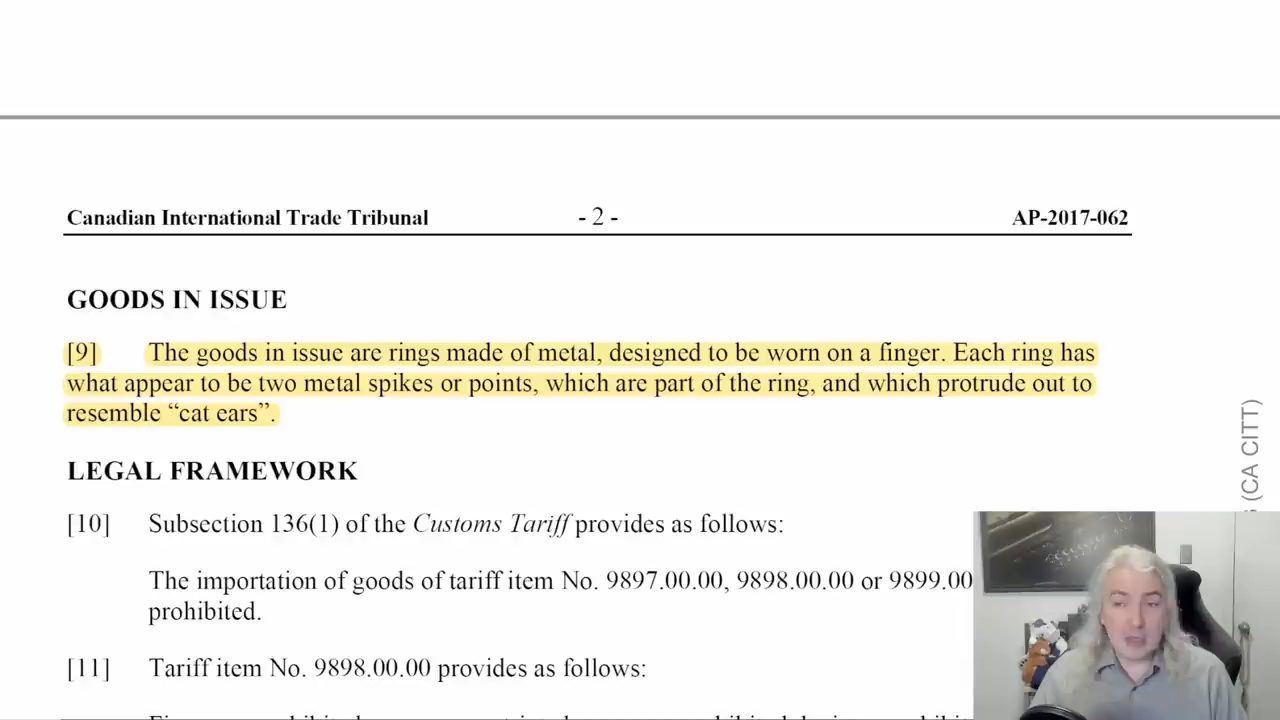 Canadian International Trade Tribunal - 2 - AP-2017-062
GOODS IN ISSUE
[9] The goods in issue are rings made of metal, designed to be worn on a finger. Each ring has
what appear to be two metal spikes or points, which are part of the ring, and which protrude out to
resemble “cat ears”.
LEGAL FRAMEWORK
[10] Subsection 136(1) of the Customs Tariff provides as follows:
The importation of goods of tariff item No. 9897.00.00, 9898.00.00 or 9899.00
prohibited.
[11] Tariff item No. 9898.00.00 provides as follows:
(CA CITT)